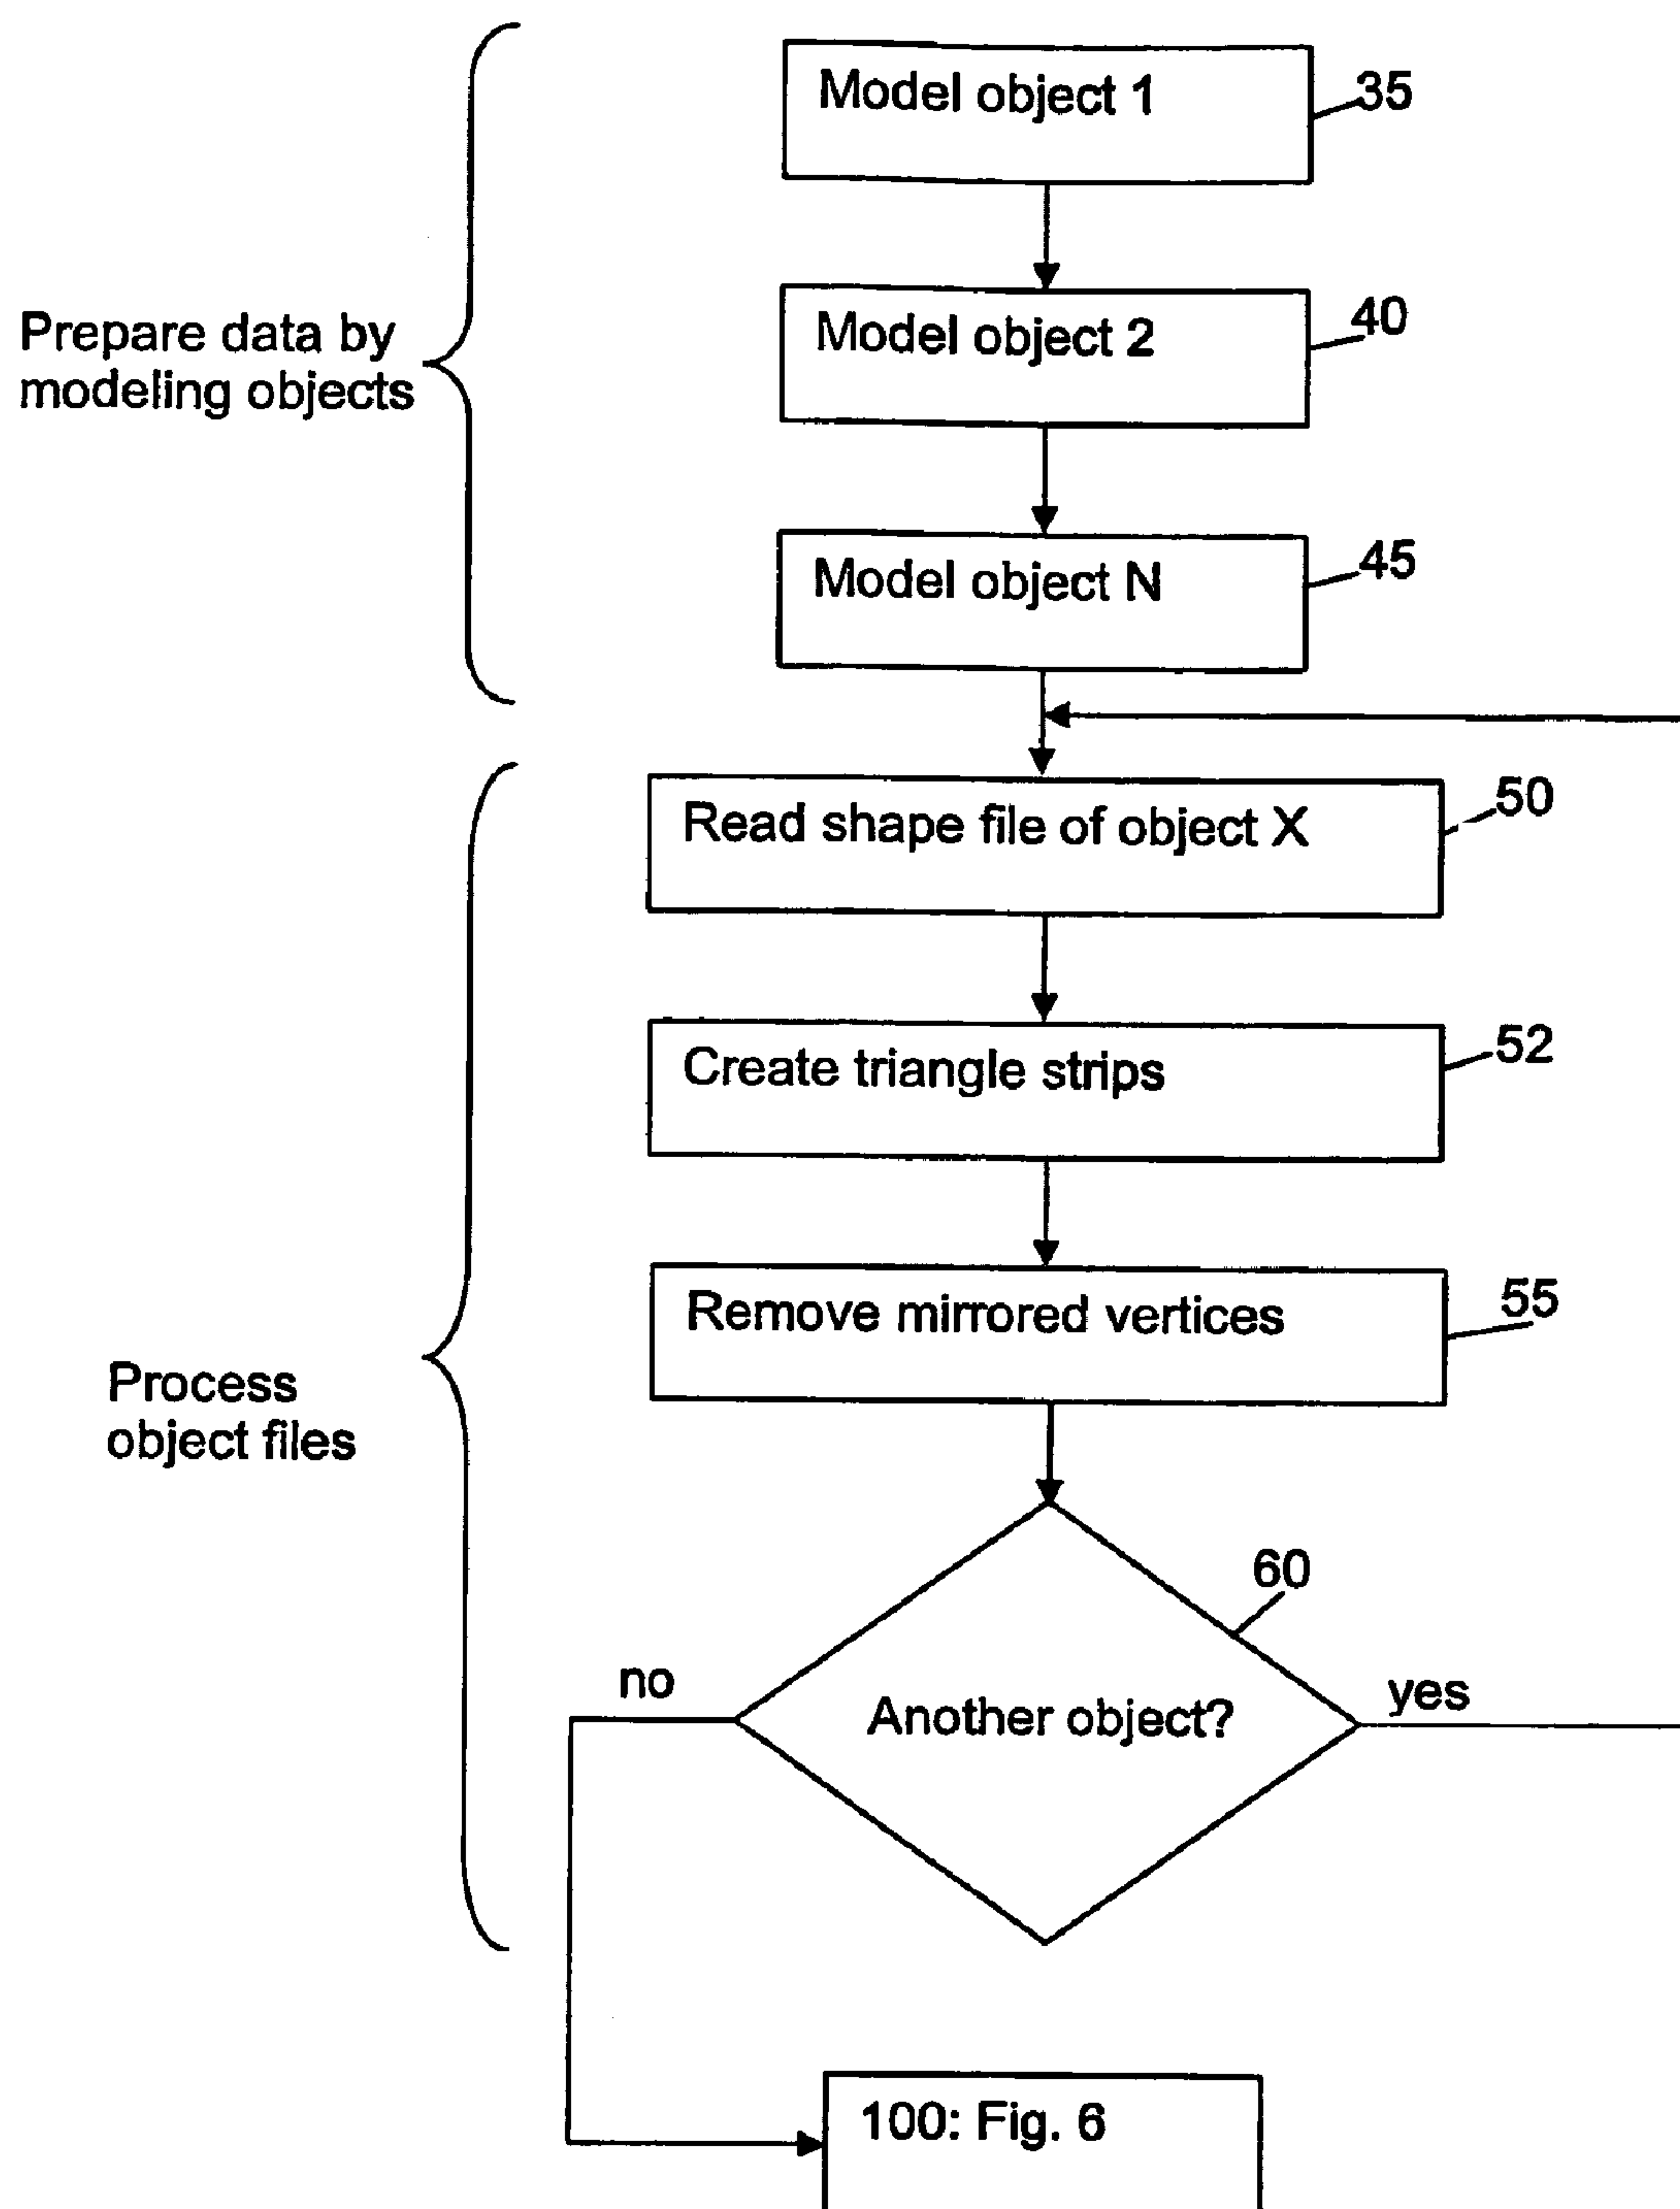 Model object 1
35
Prepare data by
modeling objects
Model object 2
40
Model object N
45
Read shape file of object X
50
Create triangle strips
52
Remove mirrored vertices
55
Process
object files
60
no
Another object?
yes
100: Fig. 6